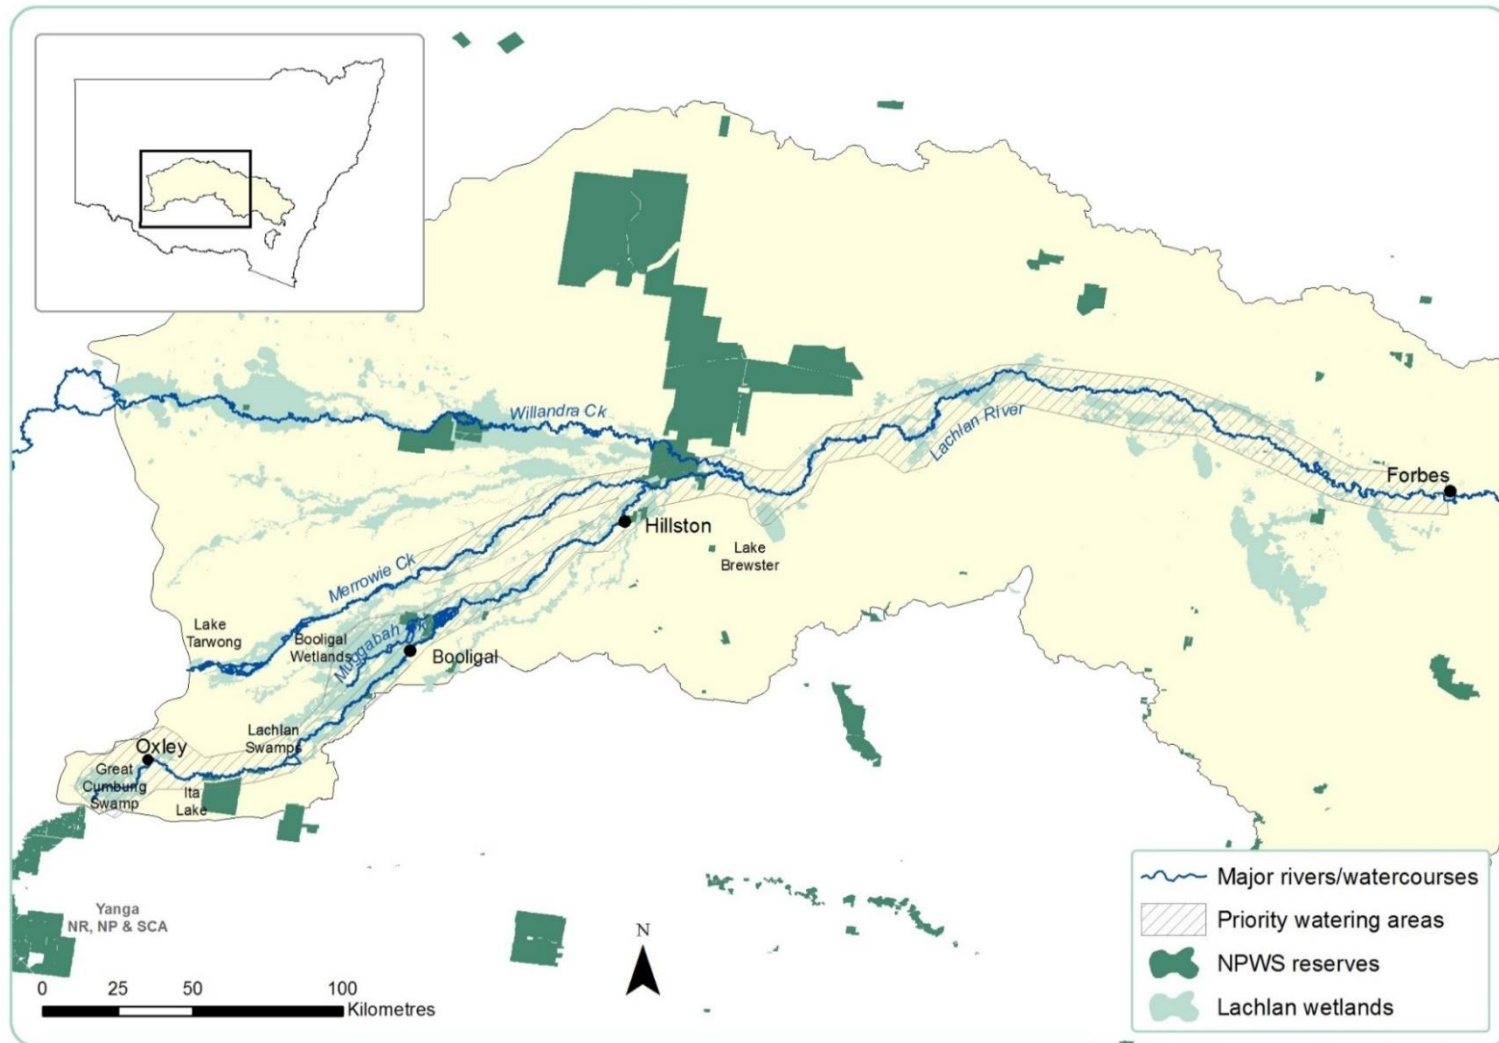 Willandra Ck
Lachlan River
Forbes
Hillston
Lake
Brewster
Merrowie Ck
Lake
Tarwong
Booligal
Wetlands
Muggabah Ck
Booligal
Lachlan
Swamps
Oxley
Great
Cumbung
Swamp
Ita
Lake
Yanga
NR, NP & SCA
N
0 25 50 100
Kilometres
Major rivers/watercourses
Priority watering areas
NPWS reserves
Lachlan wetlands